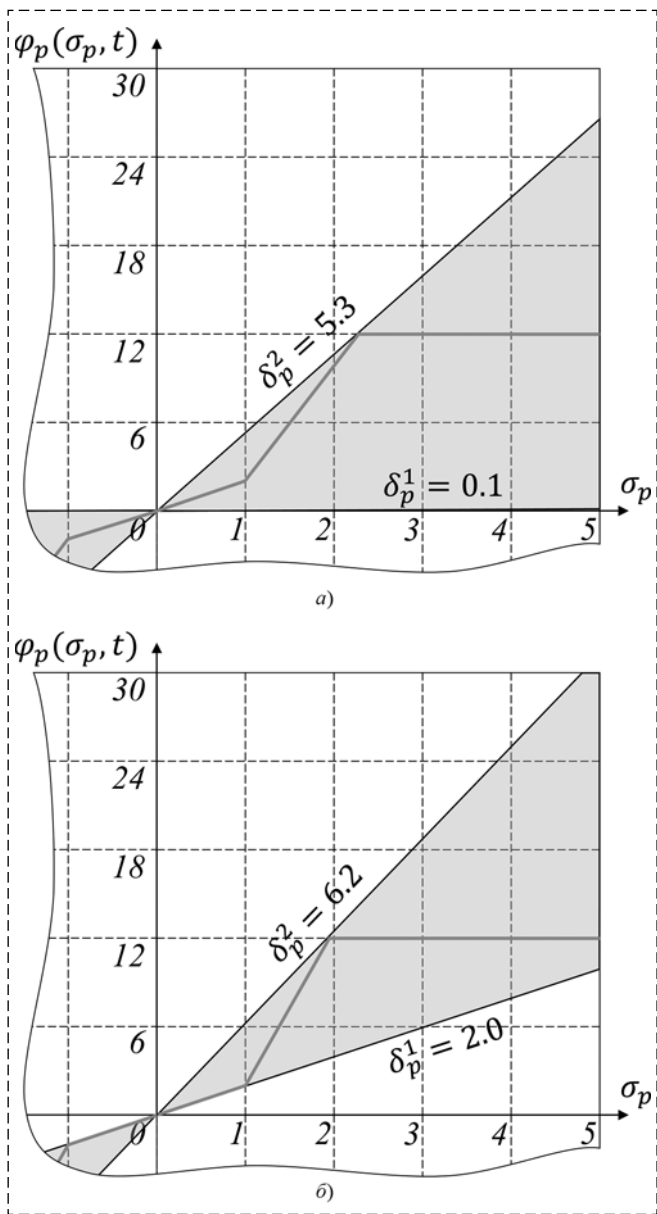 φₚ(σₚ, t)
30
24
18
12
6
δₚ² = 5.3
δₚ¹ = 0.1
σₚ
0 1 2 3 4 5
а)
φₚ(σₚ, t)
30
24
18
12
6
δₚ² = 6.2
δₚ¹ = 2.0
σₚ
0 1 2 3 4 5
б)